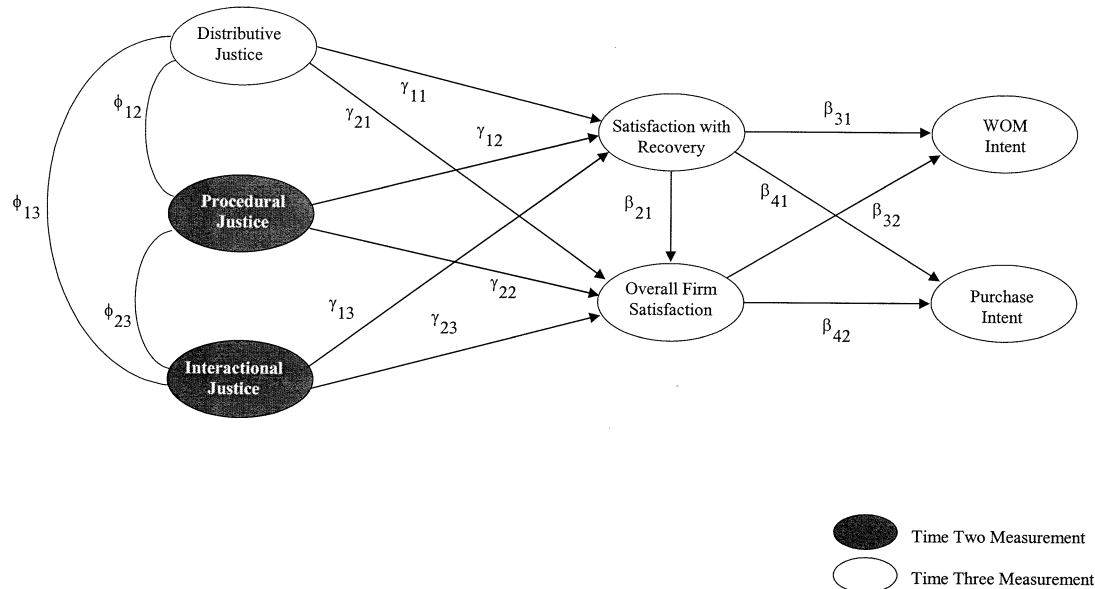 Distributive
Justice
ϕ12
γ11
γ21
γ12
Satisfaction with
Recovery
β31
WOM
Intent
ϕ13
Procedural
Justice
β21
β41
β32
ϕ23
γ13
γ22
γ23
Overall Firm
Satisfaction
β42
Purchase
Intent
Interactional
Justice
Time Two Measurement
Time Three Measurement